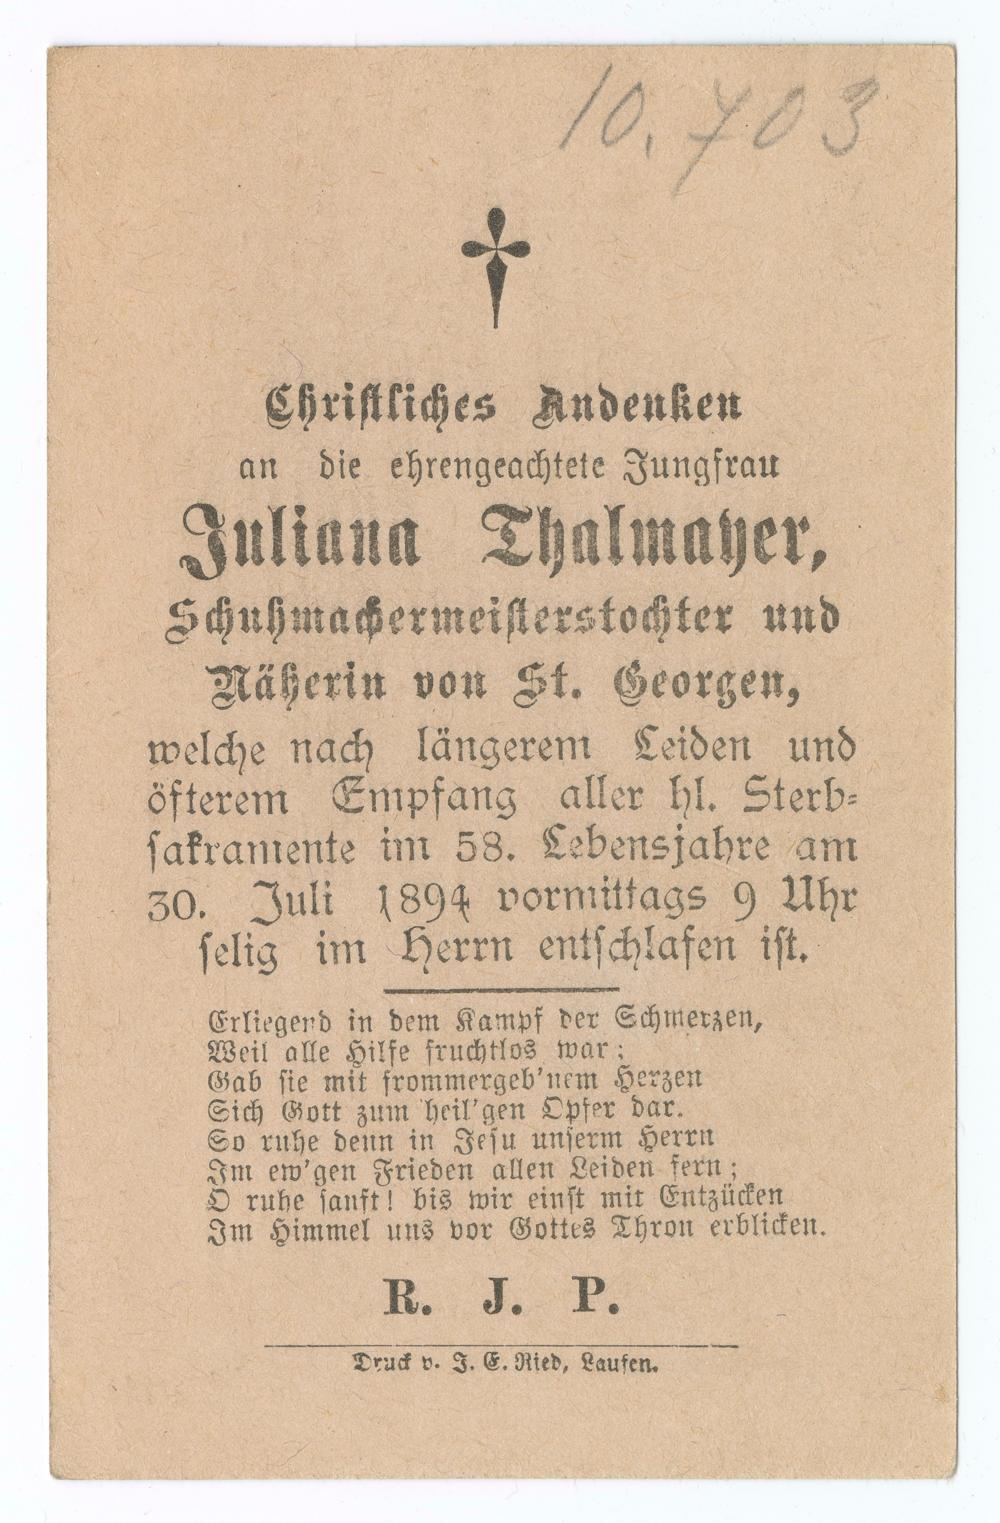 10.703
Christliches Andenken
an die ehrengeachtete Jungfrau
Juliana Thalmayer,
Schuhmachermeisterstochter und
Näherin von St. Georgen,
welche nach längerem Leiden und
öfterem Empfang aller hl. Sterb-
sakramente im 58. Lebensjahre am
30. Juli 1894 vormittags 9 Uhr
selig im Herrn entschlafen ist.
Erliegend in dem Kampf der Schmerzen,
Weil alle Hilfe fruchtlos war;
Gab sie mit frommergeb'nem Herzen
Sich Gott zum heil'gen Opfer dar.
So ruhe denn in Jesu unserm Herrn
Im ew'gen Frieden allen Leiden fern;
O ruhe sanft! bis wir einst mit Entzücken
Im Himmel uns vor Gottes Thron erblicken.
R. J. P.
Druck v. J. E. Ried, Laufen.